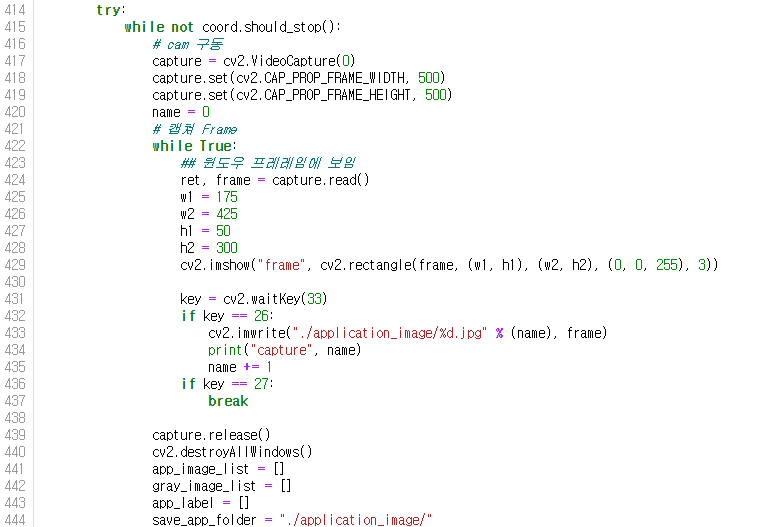 414 try:
415 while not coord.should_stop():
416 # cam 구동
417 capture = cv2.VideoCapture(0)
418 capture.set(cv2.CAP_PROP_FRAME_WIDTH, 500)
419 capture.set(cv2.CAP_PROP_FRAME_HEIGHT, 500)
420 name = 0
421 # 캡쳐 Frame
422 while True:
423 ## 윈도우 프레레임에 보임
424 ret, frame = capture.read()
425 w1 = 175
426 w2 = 425
427 h1 = 50
428 h2 = 300
429 cv2.imshow("frame", cv2.rectangle(frame, (w1, h1), (w2, h2), (0, 0, 255), 3))
430
431 key = cv2.waitKey(33)
432 if key == 26:
433 cv2.imwrite("./application_image/%d.jpg" % (name), frame)
434 print("capture", name)
435 name += 1
436 if key == 27:
437 break
438
439 capture.release()
440 cv2.destroyAllWindows()
441 app_image_list = []
442 gray_image_list = []
443 app_label = []
444 save_app_folder = "./application_image/"